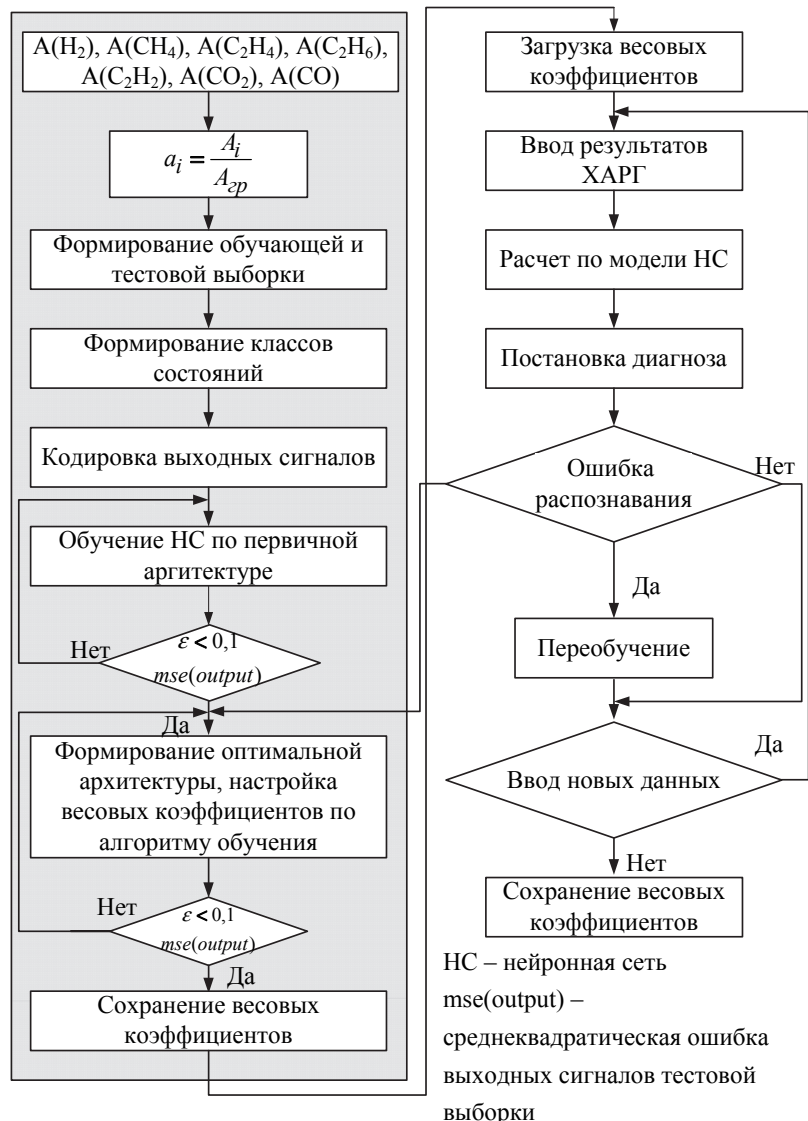 A(H₂), A(CH₄), A(C₂H₄), A(C₂H₆),
A(C₂H₂), A(CO₂), A(CO)
aᵢ = Aᵢ / A_гр
Формирование обучающей и
тестовой выборки
Формирование классов
состояний
Кодировка выходных сигналов
Обучение НС по первичной
аргитектуре
Нет
ε < 0,1
mse(output)
Да
Формирование оптимальной
архитектуры, настройка
весовых коэффициентов по
алгоритму обучения
Нет
ε < 0,1
mse(output)
Да
Сохранение весовых
коэффициентов
Загрузка весовых
коэффициентов
Ввод результатов
ХАРГ
Расчет по модели НС
Постановка диагноза
Ошибка
распознавания
Нет
Да
Переобучение
Да
Ввод новых данных
Нет
Сохранение весовых
коэффициентов
НС – нейронная сеть
mse(output) –
среднеквадратическая ошибка
выходных сигналов тестовой
выборки